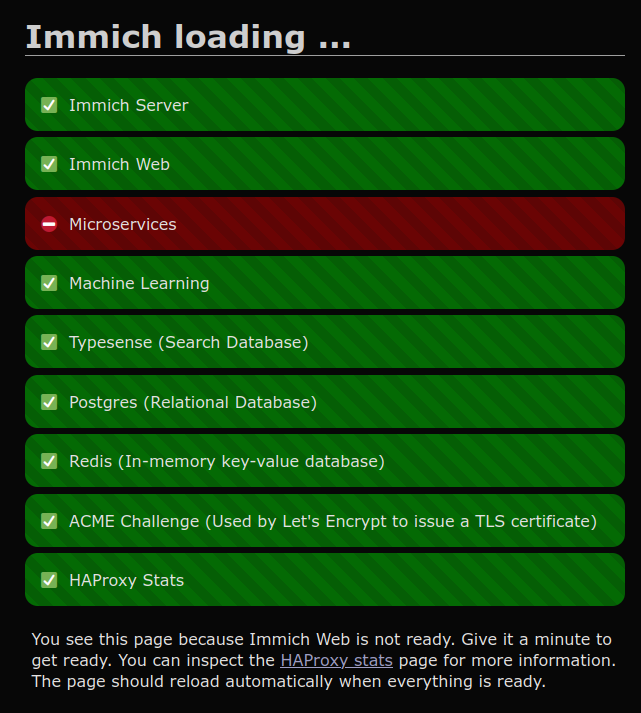 Immich loading ...
Immich Server
Immich Web
Microservices
Machine Learning
Typesense (Search Database)
Postgres (Relational Database)
Redis (In-memory key-value database)
ACME Challenge (Used by Let's Encrypt to issue a TLS certificate)
HAProxy Stats
You see this page because Immich Web is not ready. Give it a minute to
get ready. You can inspect the HAProxy stats page for more information.
The page should reload automatically when everything is ready.